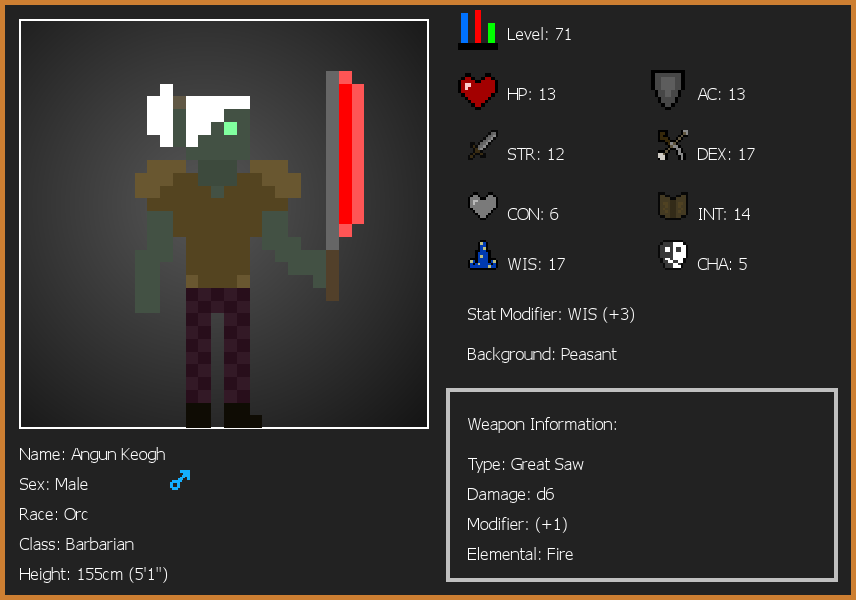 Level: 71
HP: 13
AC: 13
STR: 12
DEX: 17
CON: 6
INT: 14
WIS: 17
CHA: 5
Stat Modifier: WIS (+3)
Background: Peasant
Weapon Information:
Type: Great Saw
Damage: d6
Modifier: (+1)
Elemental: Fire
Name: Angun Keogh
Sex: Male
Race: Orc
Class: Barbarian
Height: 155cm (5'1")